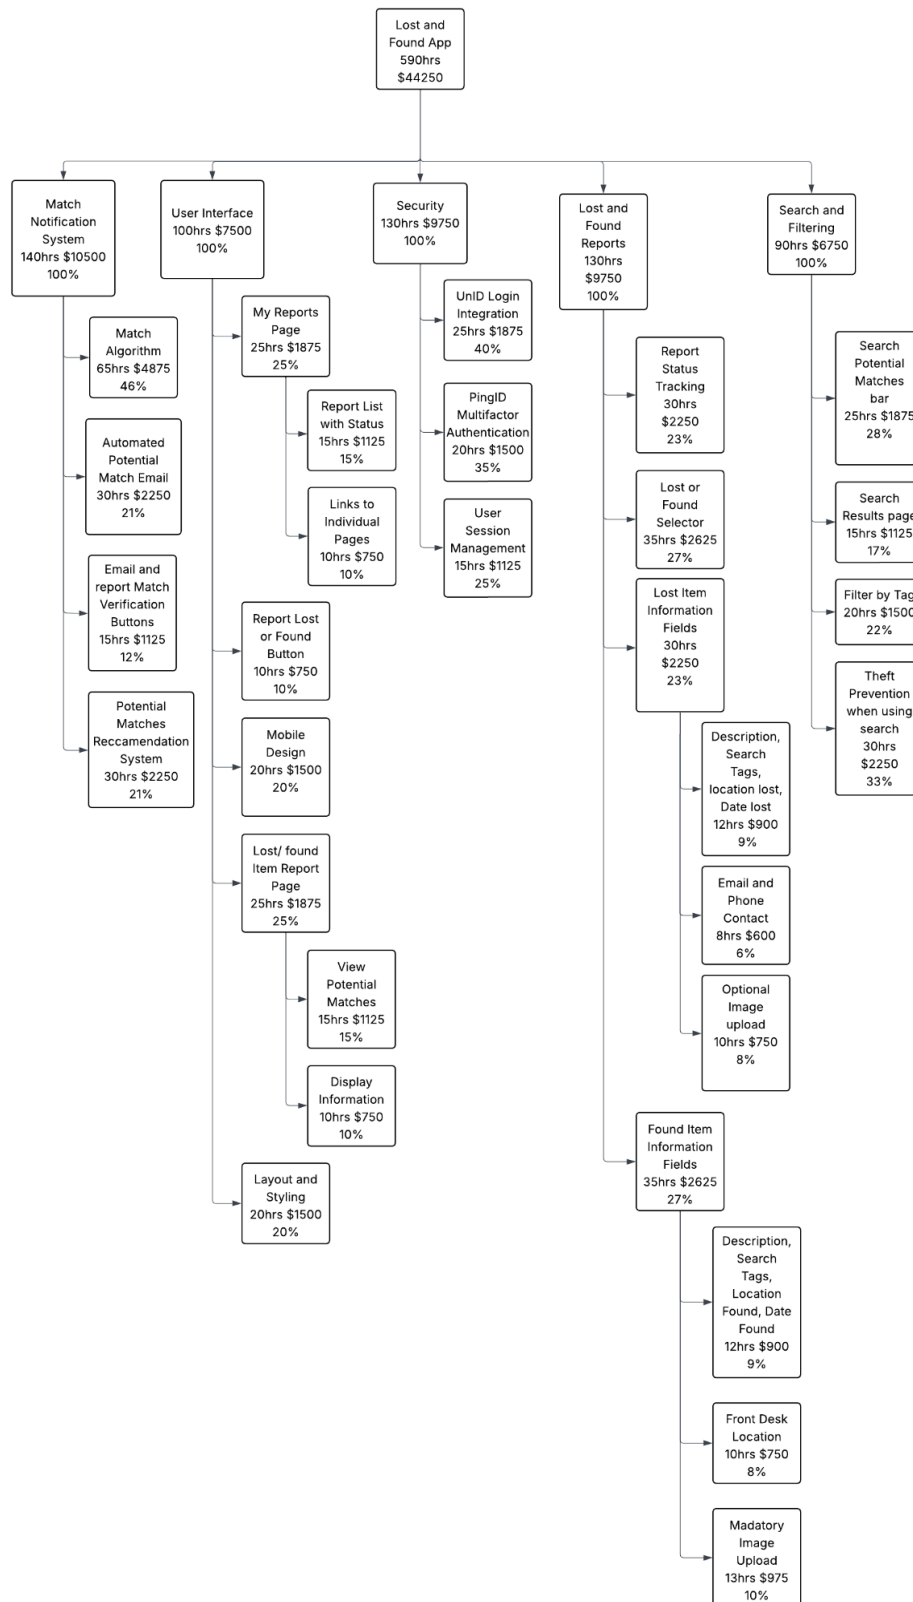 Lost and
Found App
590hrs
$44250
Match
Notification
System
140hrs $10500
100%
User Interface
100hrs $7500
100%
Security
130hrs $9750
100%
Lost and
Found
Reports
130hrs
$9750
100%
Search and
Filtering
90hrs $6750
100%
Match
Algorithm
65hrs $4875
46%
Automated
Potential
Match Email
30hrs $2250
21%
Email and
report Match
Verification
Buttons
15hrs $1125
12%
Potential
Matches
Reccamendation
System
30hrs $2250
21%
My Reports
Page
25hrs $1875
25%
Report List
with Status
15hrs $1125
15%
Links to
Individual
Pages
10hrs $750
10%
Report Lost
or Found
Button
10hrs $750
10%
Mobile
Design
20hrs $1500
20%
Lost/ found
Item Report
Page
25hrs $1875
25%
View
Potential
Matches
15hrs $1125
15%
Display
Information
10hrs $750
10%
Layout and
Styling
20hrs $1500
20%
UnID Login
Integration
25hrs $1875
40%
PingID
Multifactor
Authentication
20hrs $1500
35%
User
Session
Management
15hrs $1125
25%
Report
Status
Tracking
30hrs
$2250
23%
Lost or
Found
Selector
35hrs $2625
27%
Lost Item
Information
Fields
30hrs
$2250
23%
Description,
Search
Tags,
location lost,
Date lost
12hrs $900
9%
Email and
Phone
Contact
8hrs $600
6%
Optional
Image
upload
10hrs $750
8%
Found Item
Information
Fields
35hrs $2625
27%
Description,
Search
Tags,
Location
Found, Date
Found
12hrs $900
9%
Front Desk
Location
10hrs $750
8%
Madatory
Image
Upload
13hrs $975
10%
Search
Potential
Matches
bar
25hrs $1875
28%
Search
Results page
15hrs $1125
17%
Filter by Tag
20hrs $1500
22%
Theft
Prevention
when using
search
30hrs
$2250
33%